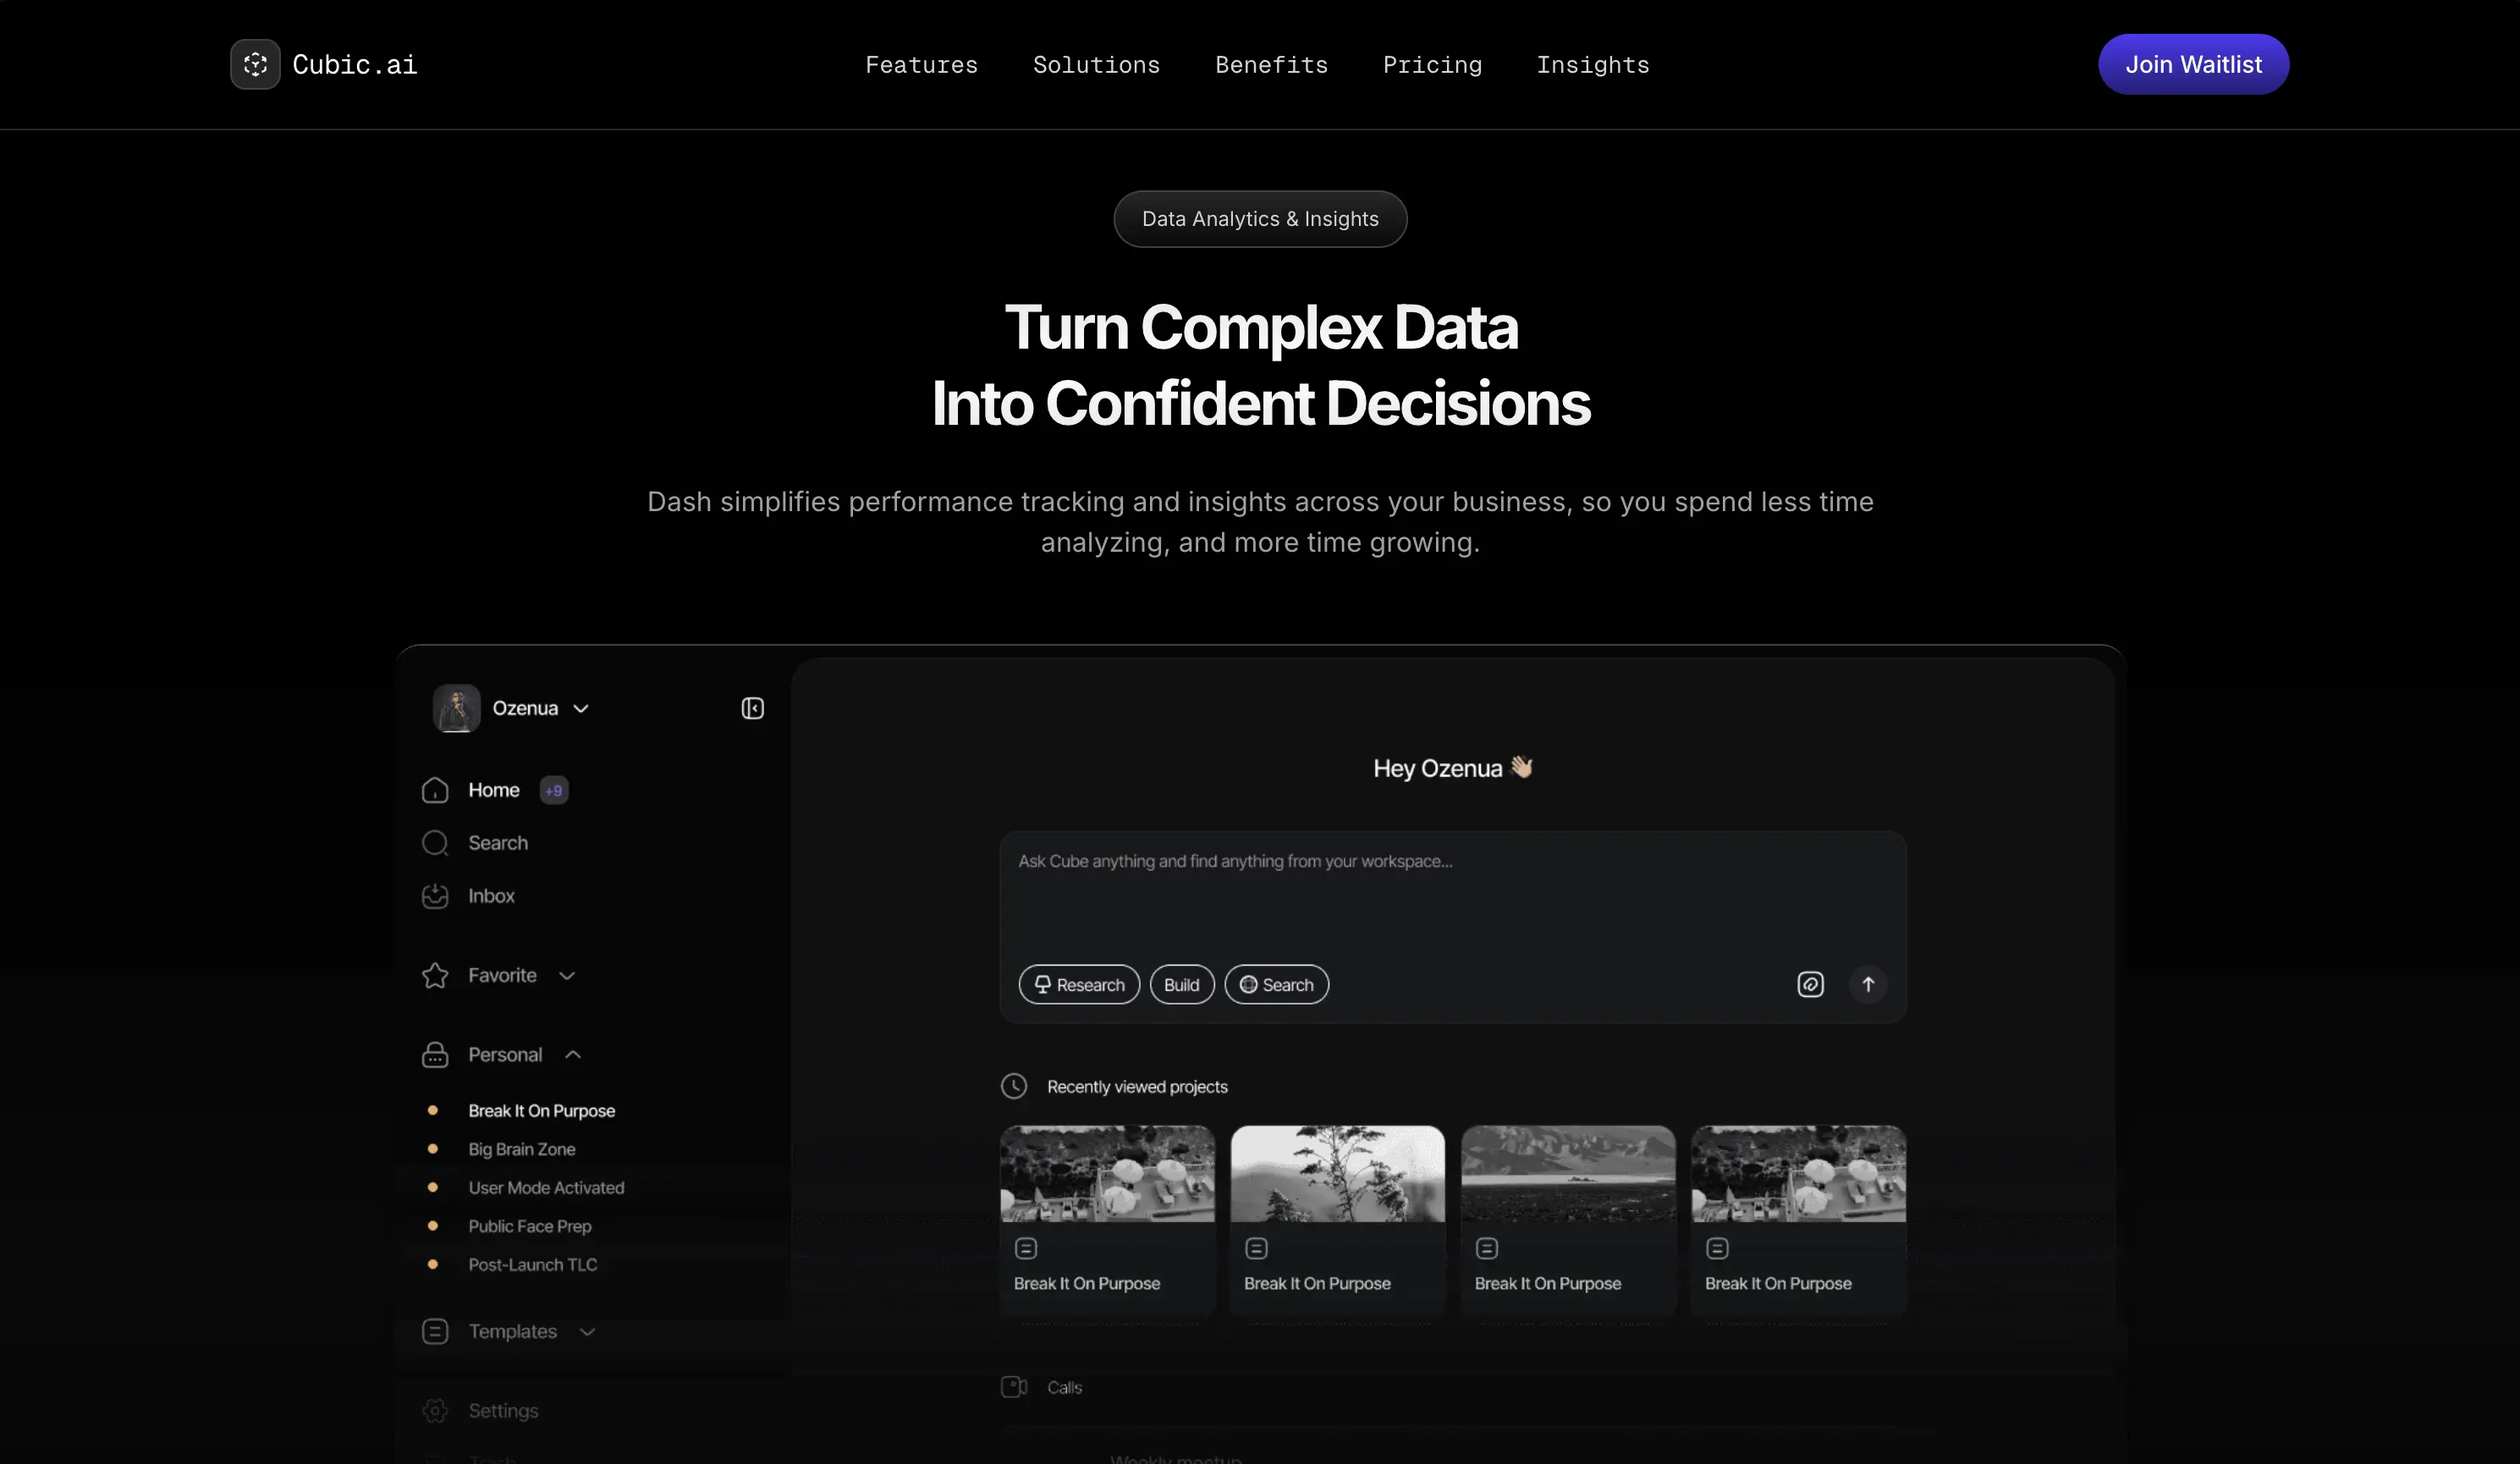 Cubic.ai
Features
Solutions
Benefits
Pricing
Insights
Join Waitlist
Data Analytics & Insights
Turn Complex Data
Into Confident Decisions
Dash simplifies performance tracking and insights across your business, so you spend less time
analyzing, and more time growing.
Ozenua
Home
+9
Search
Inbox
Favorite
Personal
Break It On Purpose
Big Brain Zone
User Mode Activated
Public Face Prep
Post-Launch TLC
Templates
Settings
Trash
Hey Ozenua 👋🏼
Ask Cube anything and find anything from your workspace...
Research
Build
Search
Recently viewed projects
Break It On Purpose
Break It On Purpose
Break It On Purpose
Break It On Purpose
Calls
Weekly meetup